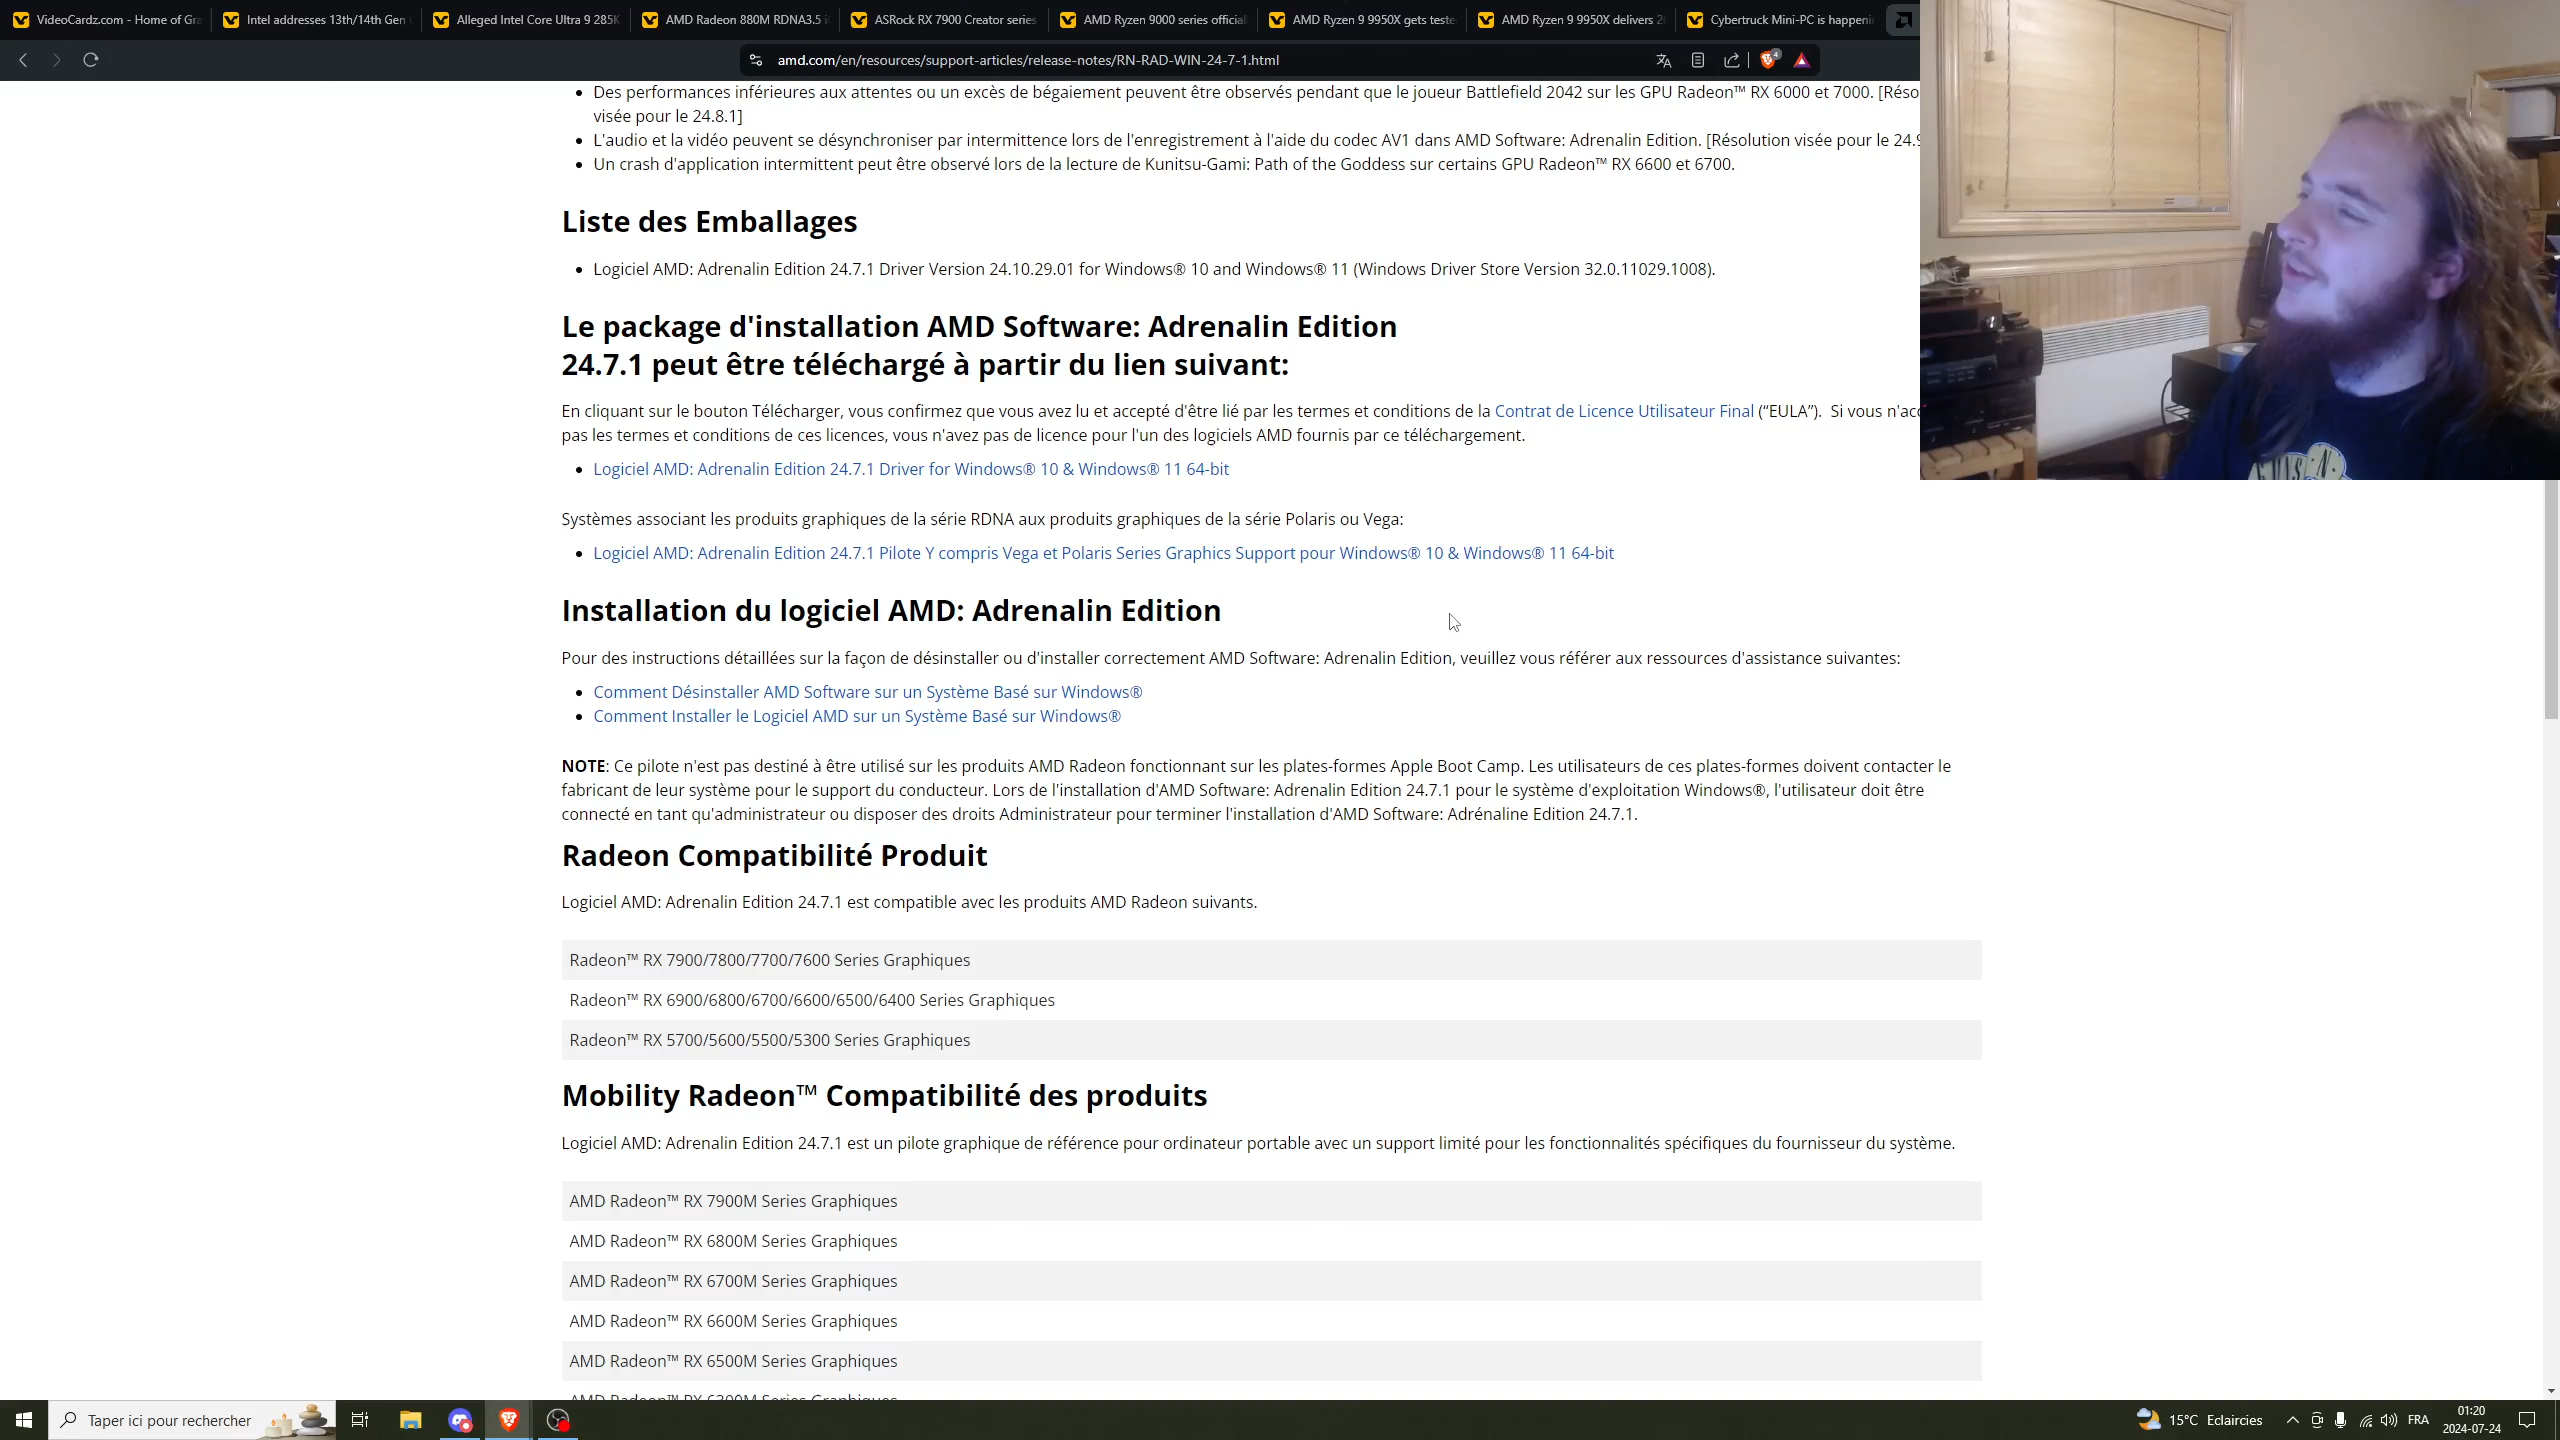 VideoCardz.com - Home of Gra
Intel addresses 13th/14th Gen
Alleged Intel Core Ultra 9 285K
AMD Radeon 880M RDNA3.5 i
ASRock RX 7900 Creator series
AMD Ryzen 9000 series official
AMD Ryzen 9 9950X gets teste
AMD Ryzen 9 9950X delivers 2
Cybertruck Mini-PC is happeni
amd.com/en/resources/support-articles/release-notes/RN-RAD-WIN-24-7-1.html
4
Des performances inférieures aux attentes ou un excès de bégaiement peuvent être observés pendant que le joueur Battlefield 2042 sur les GPU Radeon™ RX 6000 et 7000. [Réso
visée pour le 24.8.1]
L'audio et la vidéo peuvent se désynchroniser par intermittence lors de l'enregistrement à l'aide du codec AV1 dans AMD Software: Adrenalin Edition. [Résolution visée pour le 24.9
Un crash d'application intermittent peut être observé lors de la lecture de Kunitsu-Gami: Path of the Goddess sur certains GPU Radeon™ RX 6600 et 6700.
Liste des Emballages
Logiciel AMD: Adrenalin Edition 24.7.1 Driver Version 24.10.29.01 for Windows® 10 and Windows® 11 (Windows Driver Store Version 32.0.11029.1008).
Le package d'installation AMD Software: Adrenalin Edition
24.7.1 peut être téléchargé à partir du lien suivant:
En cliquant sur le bouton Télécharger, vous confirmez que vous avez lu et accepté d'être lié par les termes et conditions de la Contrat de Licence Utilisateur Final (“EULA”).  Si vous n'acc
pas les termes et conditions de ces licences, vous n'avez pas de licence pour l'un des logiciels AMD fournis par ce téléchargement.
Logiciel AMD: Adrenalin Edition 24.7.1 Driver for Windows® 10 & Windows® 11 64-bit
Systèmes associant les produits graphiques de la série RDNA aux produits graphiques de la série Polaris ou Vega:
Logiciel AMD: Adrenalin Edition 24.7.1 Pilote Y compris Vega et Polaris Series Graphics Support pour Windows® 10 & Windows® 11 64-bit
Installation du logiciel AMD: Adrenalin Edition
Pour des instructions détaillées sur la façon de désinstaller ou d'installer correctement AMD Software: Adrenalin Edition, veuillez vous référer aux ressources d'assistance suivantes:
Comment Désinstaller AMD Software sur un Système Basé sur Windows®
Comment Installer le Logiciel AMD sur un Système Basé sur Windows®
NOTE: Ce pilote n'est pas destiné à être utilisé sur les produits AMD Radeon fonctionnant sur les plates-formes Apple Boot Camp. Les utilisateurs de ces plates-formes doivent contacter le
fabricant de leur système pour le support du conducteur. Lors de l'installation d'AMD Software: Adrenalin Edition 24.7.1 pour le système d'exploitation Windows®, l'utilisateur doit être
connecté en tant qu'administrateur ou disposer des droits Administrateur pour terminer l'installation d'AMD Software: Adrénaline Edition 24.7.1.
Radeon Compatibilité Produit
Logiciel AMD: Adrenalin Edition 24.7.1 est compatible avec les produits AMD Radeon suivants.
Radeon™ RX 7900/7800/7700/7600 Series Graphiques
Radeon™ RX 6900/6800/6700/6600/6500/6400 Series Graphiques
Radeon™ RX 5700/5600/5500/5300 Series Graphiques
Mobility Radeon™ Compatibilité des produits
Logiciel AMD: Adrenalin Edition 24.7.1 est un pilote graphique de référence pour ordinateur portable avec un support limité pour les fonctionnalités spécifiques du fournisseur du système.
AMD Radeon™ RX 7900M Series Graphiques
AMD Radeon™ RX 6800M Series Graphiques
AMD Radeon™ RX 6700M Series Graphiques
AMD Radeon™ RX 6600M Series Graphiques
AMD Radeon™ RX 6500M Series Graphiques
AMD Radeon™ RX 6300M Series Graphiques
Taper ici pour rechercher
15°C Eclaircies
FRA
01:20
2024-07-24